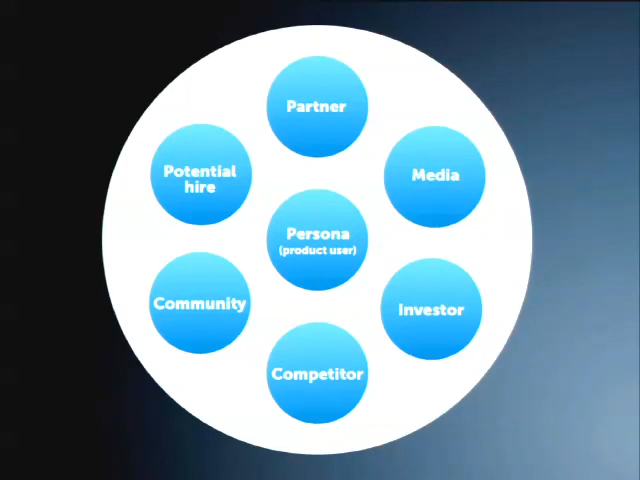 Partner
Potential
hire
Media
Persona
(product user)
Community
Investor
Competitor